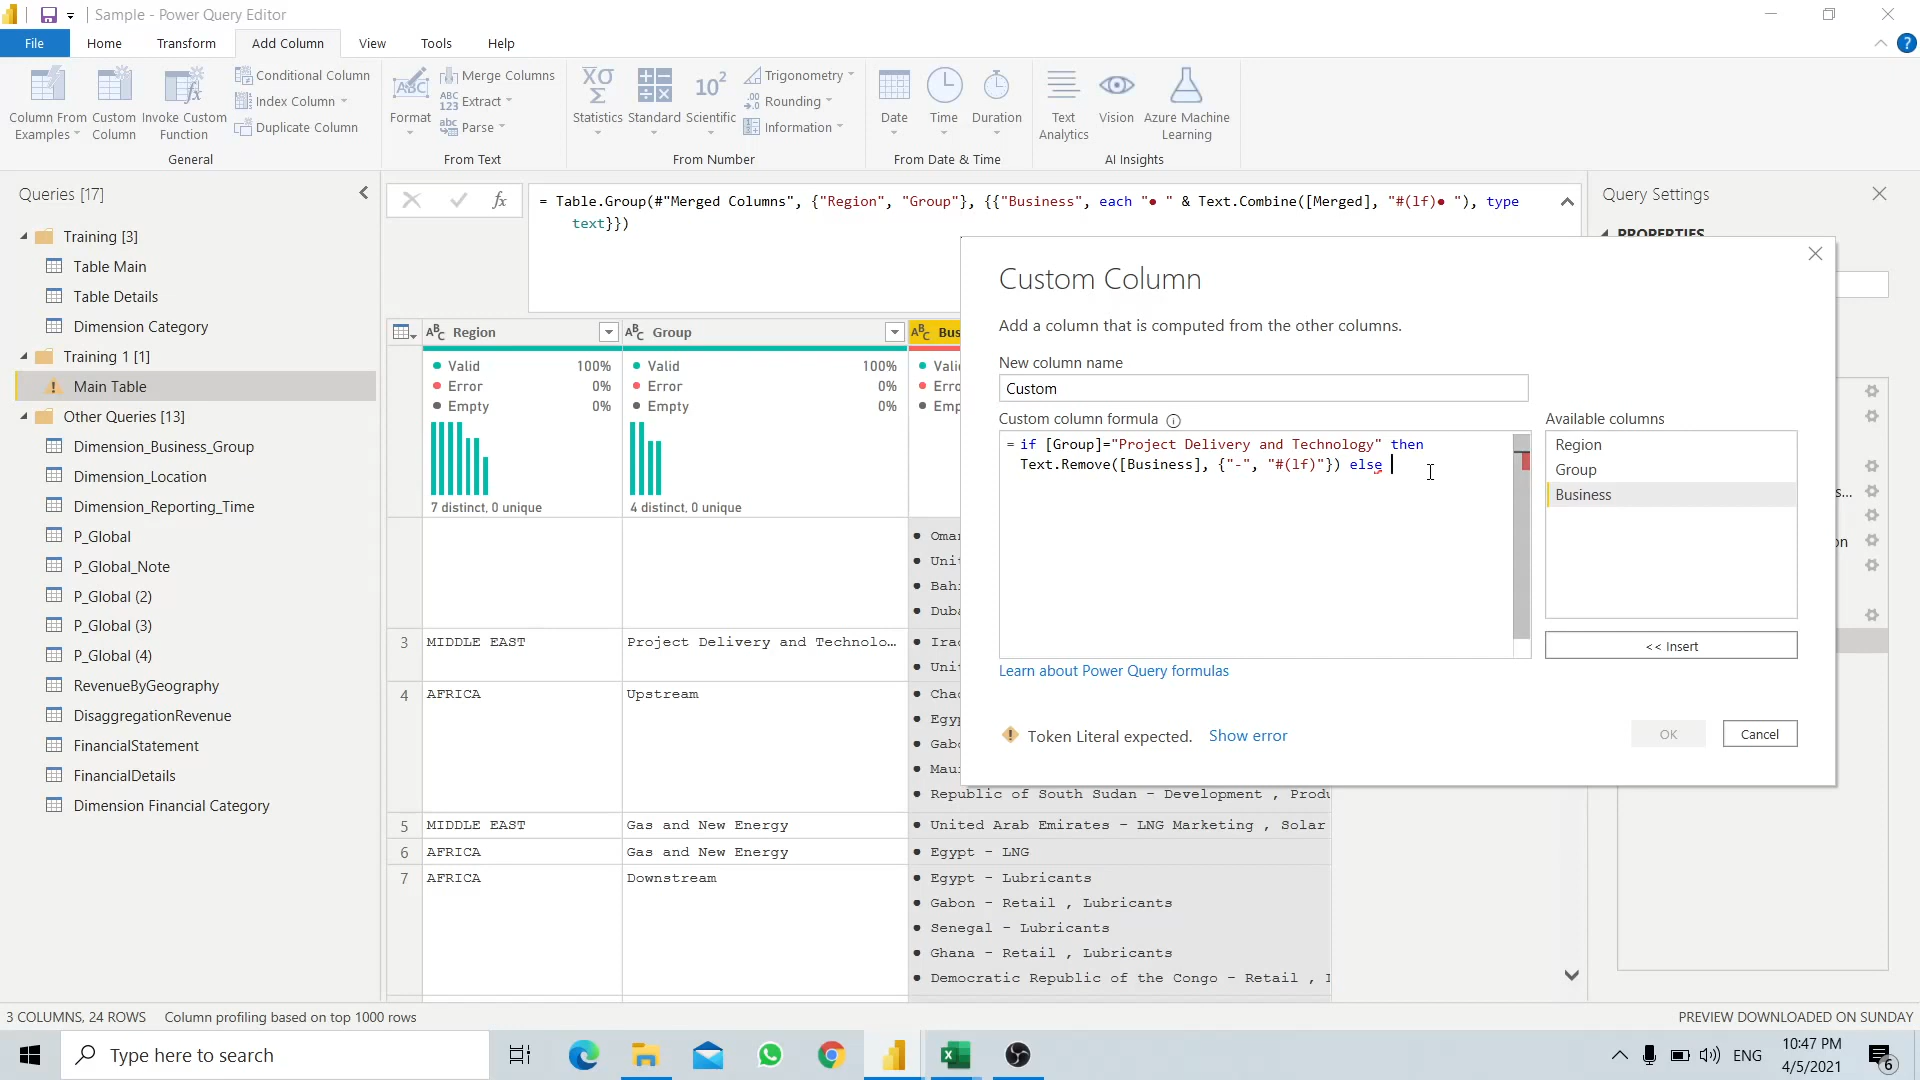 Sample - Power Query Editor
File Home Transform Add Column View Tools Help
Column From Examples
Custom Column
Invoke Custom Function
Conditional Column
Index Column
Duplicate Column
General
Format
Merge Columns
Extract
Parse
From Text
Statistics
Standard
Scientific
Trigonometry
Rounding
Information
From Number
Date
Time
Duration
From Date & Time
Text Analytics
Vision
Azure Machine Learning
AI Insights
Queries [17]
Training [3]
Table Main
Table Details
Dimension Category
Training 1 [1]
Main Table
Other Queries [13]
Dimension_Business_Group
Dimension_Location
Dimension_Reporting_Time
P_Global
P_Global_Note
P_Global (2)
P_Global (3)
P_Global (4)
RevenueByGeography
DisaggregationRevenue
FinancialStatement
FinancialDetails
Dimension Financial Category
fx
= Table.Group(#"Merged Columns", {"Region", "Group"}, {{"Business", each "● " & Text.Combine([Merged], "#(lf)● "), type
text}})
Region Group
Valid 100% Valid 100%
Error 0% Error 0%
Empty 0% Empty 0%
7 distinct, 0 unique 4 distinct, 0 unique
3 MIDDLE EAST Project Delivery and Technolo...
4 AFRICA Upstream
● Republic of South Sudan - Development ,
5 MIDDLE EAST Gas and New Energy ● United Arab Emirates - LNG Marketing , Solar
6 AFRICA Gas and New Energy ● Egypt - LNG
7 AFRICA Downstream ● Egypt - Lubricants
● Gabon - Retail , Lubricants
● Senegal - Lubricants
● Ghana - Retail , Lubricants
● Democratic Republic of the Congo - Retail ,
Query Settings
PROPERTIES
Custom Column
Add a column that is computed from the other columns.
New column name
Custom
Custom column formula
= if [Group]="Project Delivery and Technology" then
Text.Remove([Business], {"-", "#(lf)"}) else
Available columns
Region
Group
Business
<< Insert
Learn about Power Query formulas
Token Literal expected. Show error
OK Cancel
3 COLUMNS, 24 ROWS Column profiling based on top 1000 rows
PREVIEW DOWNLOADED ON SUNDAY
Type here to search
ENG
10:47 PM
4/5/2021
6